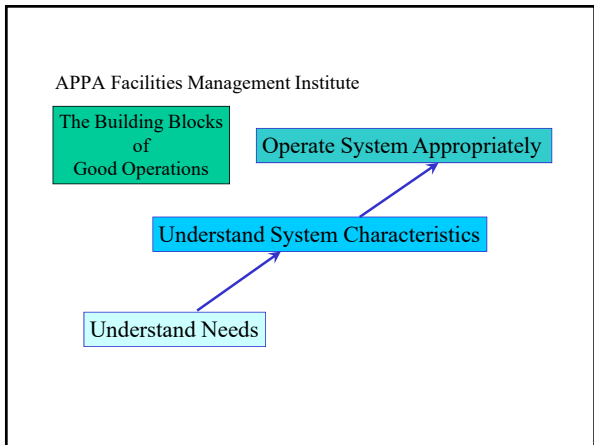 APPA Facilities Management Institute
The Building Blocks
of
Good Operations
Operate System Appropriately
Understand System Characteristics
Understand Needs